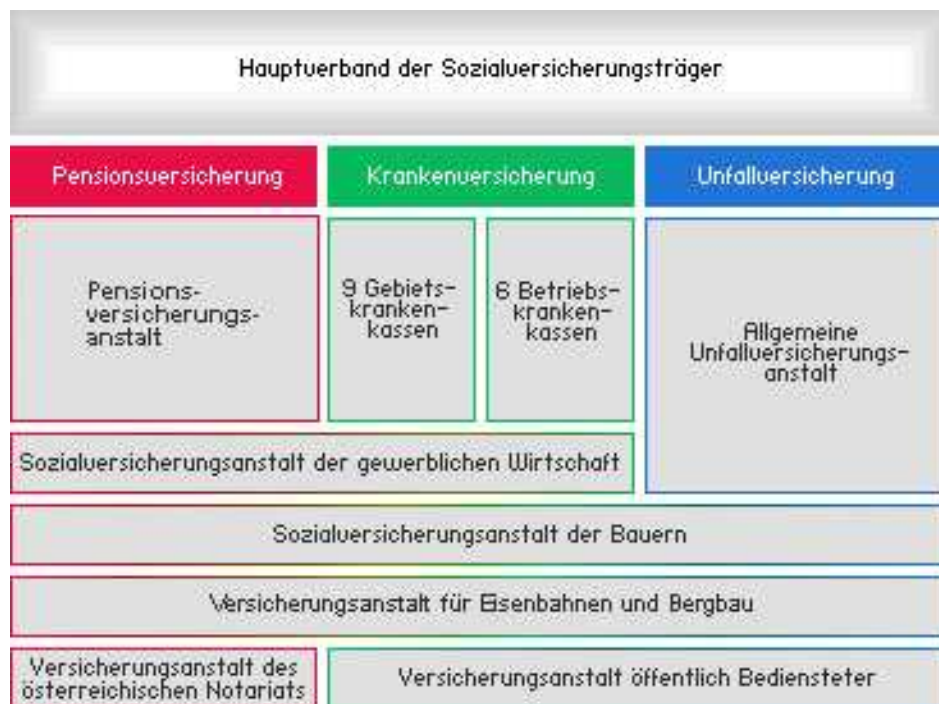 Hauptverband der Sozialversicherungsträger
Pensionsversicherung
Krankenversicherung
Unfallversicherung
Pensions-
versicherungs-
anstalt
9 Gebiets-
kranken-
kassen
6 Betriebs-
kranken-
kassen
Allgemeine
Unfallversicherungs-
anstalt
Sozialversicherungsanstalt der gewerblichen Wirtschaft
Sozialversicherungsanstalt der Bauern
Versicherungsanstalt für Eisenbahnen und Bergbau
Versicherungsanstalt des
österreichischen Notariats
Versicherungsanstalt öffentlich Bediensteter